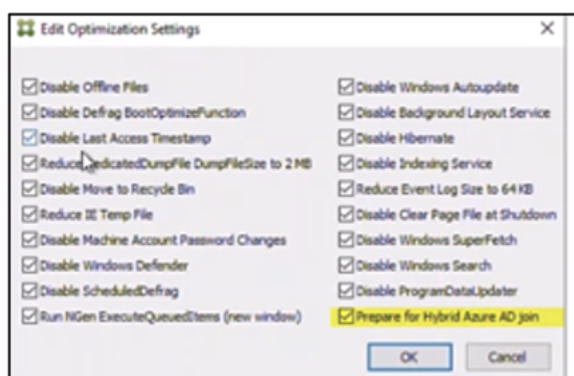 Edit Optimization Settings
Disable Offline Files
Disable Defrag BootOptimizeFunction
Disable Last Access Timestamp
Reduce DedicatedDumpFile DumpFileSize to 2 MB
Disable Move to Recycle Bin
Reduce IE Temp File
Disable Machine Account Password Changes
Disable Windows Defender
Disable ScheduledDefrag
Run NGen ExecuteQueuedItems (new window)
Disable Windows Autoupdate
Disable Background Layout Service
Disable Hibernate
Disable Indexing Service
Reduce Event Log Size to 64 KB
Disable Clear Page File at Shutdown
Disable Windows SuperFetch
Disable Windows Search
Disable ProgramDataUpdater
Prepare for Hybrid Azure AD join
OK
Cancel